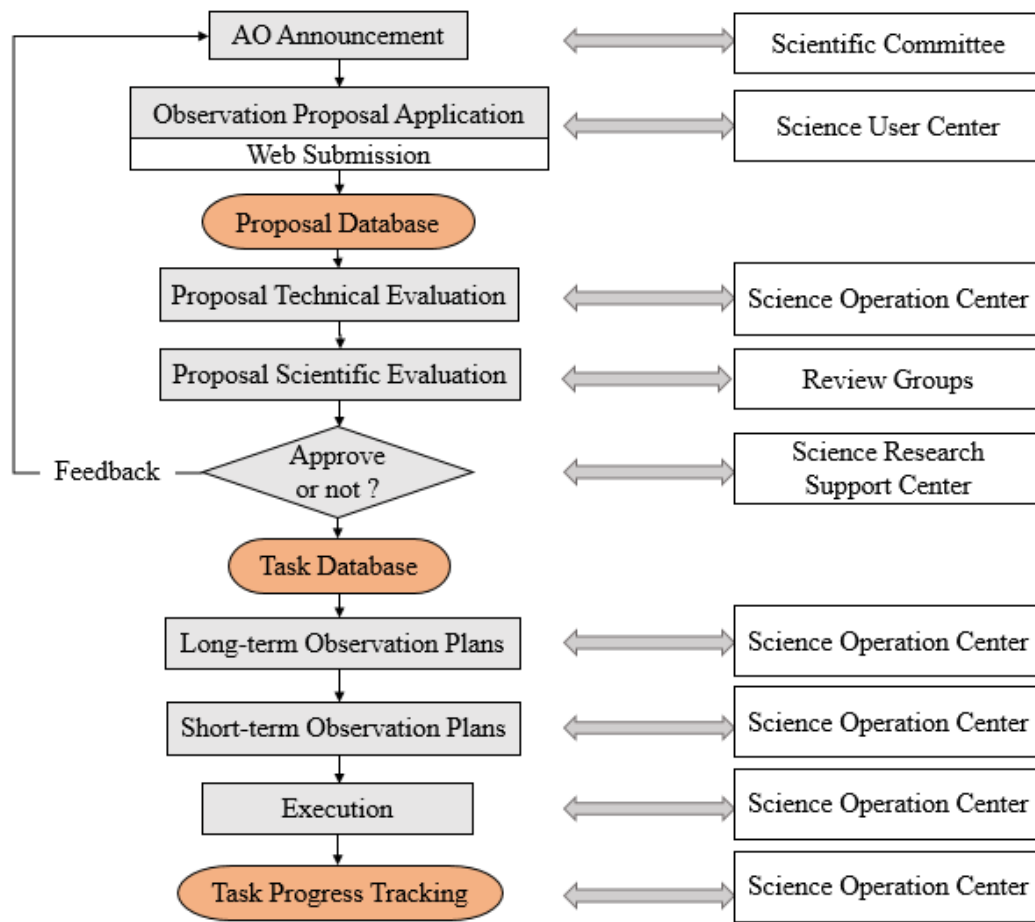 AO Announcement
Scientific Committee
Observation Proposal Application
Web Submission
Science User Center
Proposal Database
Proposal Technical Evaluation
Science Operation Center
Proposal Scientific Evaluation
Review Groups
Feedback
Approve
or not ?
Science Research
Support Center
Task Database
Long-term Observation Plans
Science Operation Center
Short-term Observation Plans
Science Operation Center
Execution
Science Operation Center
Task Progress Tracking
Science Operation Center